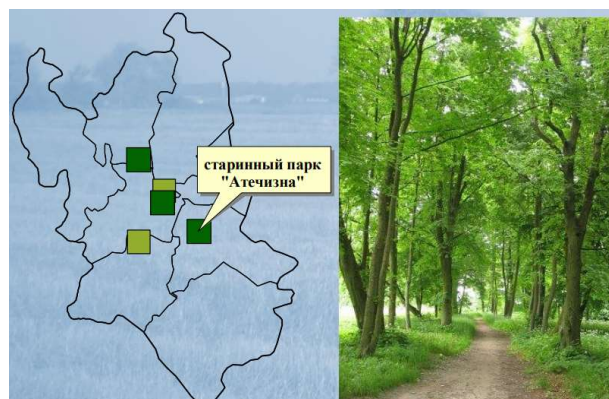 старинный парк
"Атечизна"